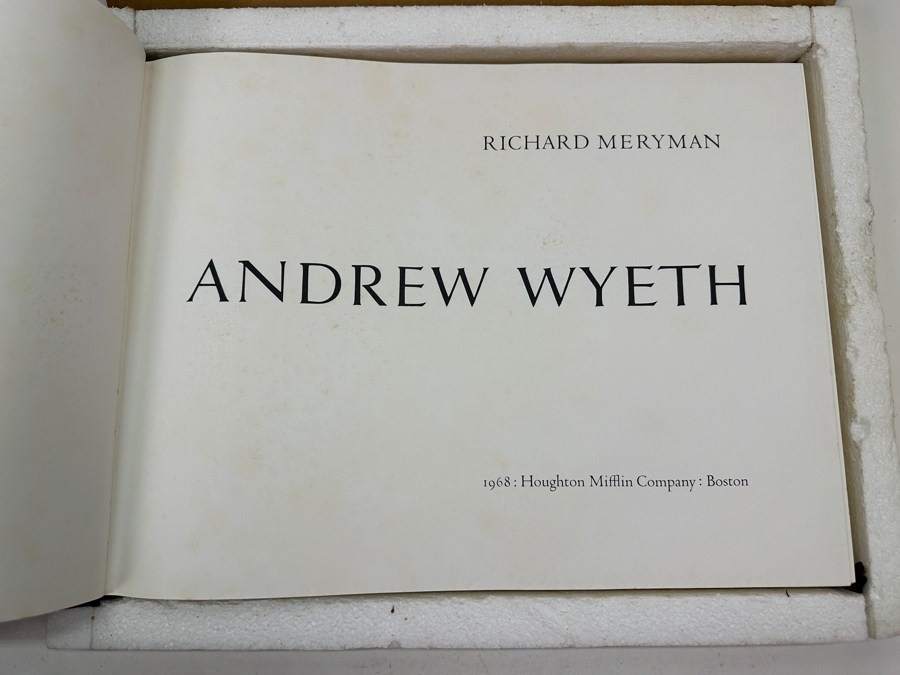 RICHARD MERYMAN
ANDREW WYETH
1968 : Houghton Mifflin Company : Boston